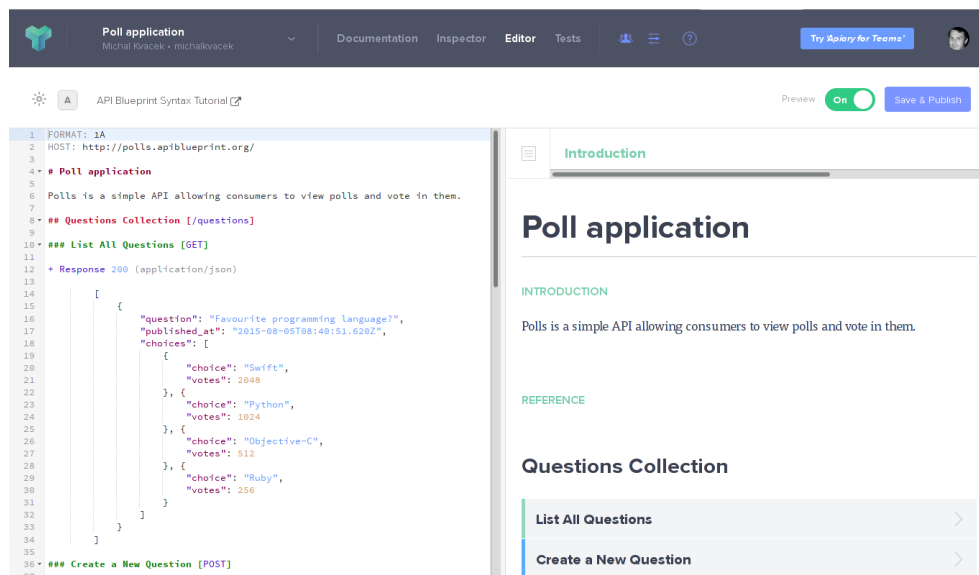 Poll application
Michal Kvacek • michalkvacek
Documentation Inspector Editor Tests
?
Try 'Apiary for Teams'
A API Blueprint Syntax Tutorial
Preview On Save & Publish
1 FORMAT: 1A
2 HOST: http://polls.apiblueprint.org/
3
4 # Poll application
5
6 Polls is a simple API allowing consumers to view polls and vote in them.
7
8 ## Questions Collection [/questions]
9
10 ### List All Questions [GET]
11
12 + Response 200 (application/json)
13
14 [
15 {
16 "question": "Favourite programming language?",
17 "published_at": "2015-08-05T08:40:51.620Z",
18 "choices": [
19 {
20 "choice": "Swift",
21 "votes": 2048
22 }, {
23 "choice": "Python",
24 "votes": 1024
25 }, {
26 "choice": "Objective-C",
27 "votes": 512
28 }, {
29 "choice": "Ruby",
30 "votes": 256
31 }
32 ]
33 }
34 ]
35
36 ### Create a New Question [POST]
Introduction
Poll application
INTRODUCTION
Polls is a simple API allowing consumers to view polls and vote in them.
REFERENCE
Questions Collection
List All Questions
Create a New Question